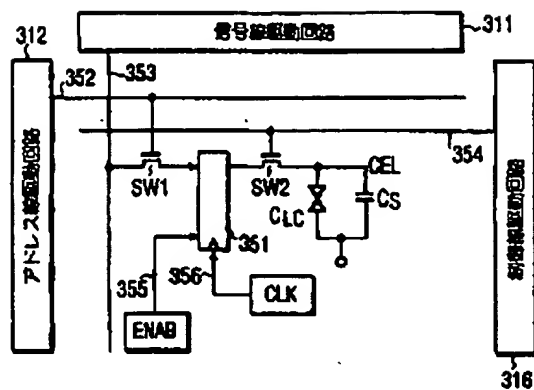 312
信号線駆動回路
311
352
353
アドレス線駆動回路
354
SW1
SW2
CEL
CLC
CS
351
制御線駆動回路
355
356
CLK
ENAB
316